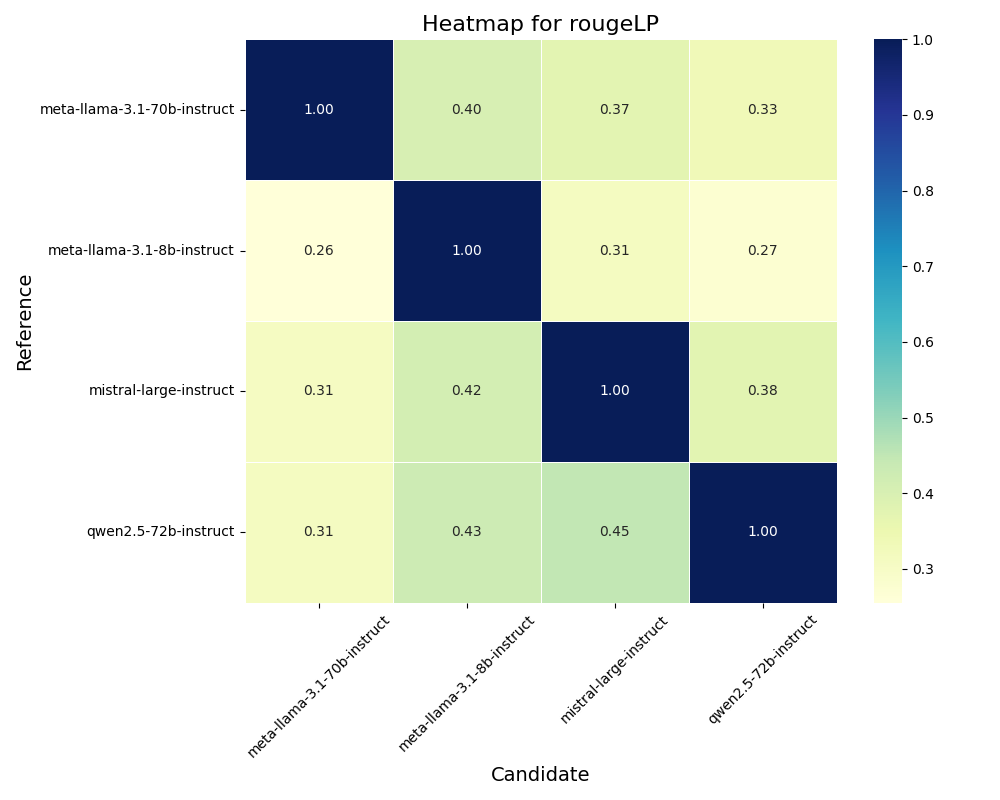 Heatmap for rougeLP
meta-llama-3.1-70b-instruct 1.00 0.40 0.37 0.33
meta-llama-3.1-8b-instruct 0.26 1.00 0.31 0.27
mistral-large-instruct 0.31 0.42 1.00 0.38
qwen2.5-72b-instruct 0.31 0.43 0.45 1.00
Reference
meta-llama-3.1-70b-instruct
meta-llama-3.1-8b-instruct
mistral-large-instruct
qwen2.5-72b-instruct
Candidate
1.0
0.9
0.8
0.7
0.6
0.5
0.4
0.3